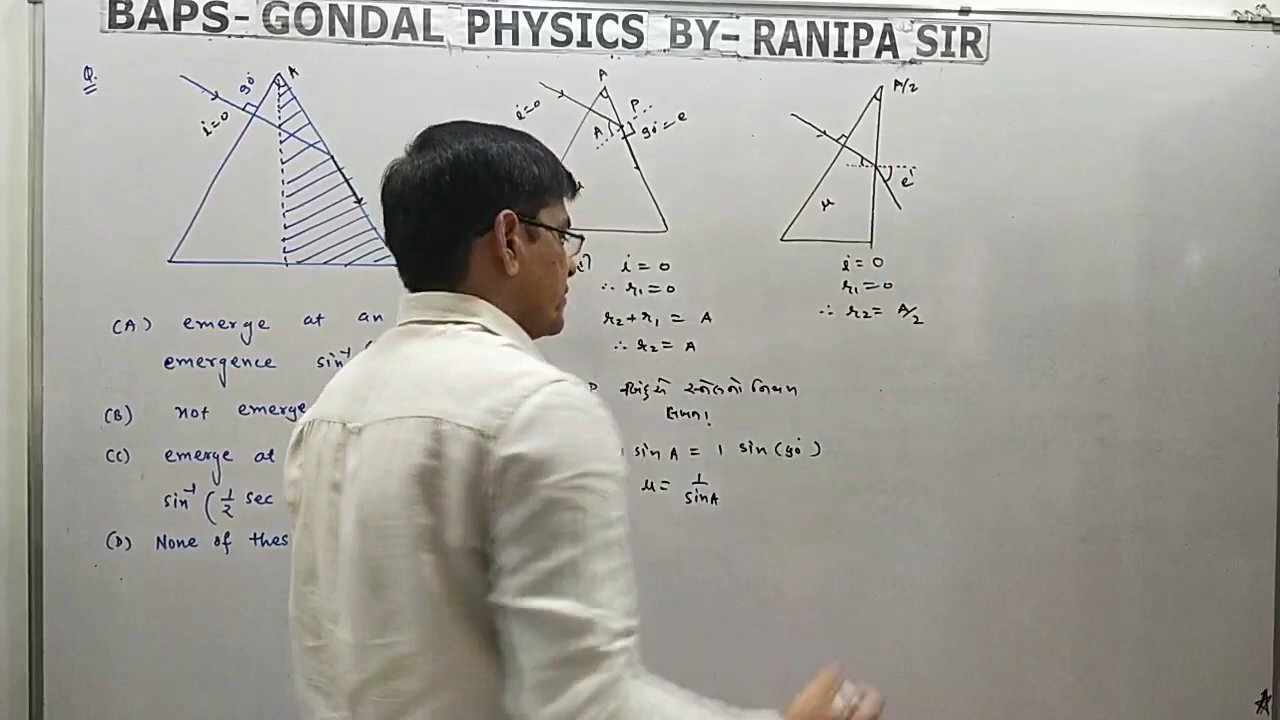 BAPS- GONDAL PHYSICS BY- RANIPA SIR
Q.
90°
A
i=0
(A) emerge at an
emergence sin⁻¹(
(B) not emerge
(C) emerge at
sin⁻¹(1/2 sec
(D) None of thes
A
i=0
P
A
90° = e
i = 0
∴ r₁ = 0
r₂ + r₁ = A
∴ r₂ = A
sin A = 1 sin(90°)
μ = 1/sinA
A/2
e
μ
i = 0
r₁ = 0
∴ r₂ = A/2